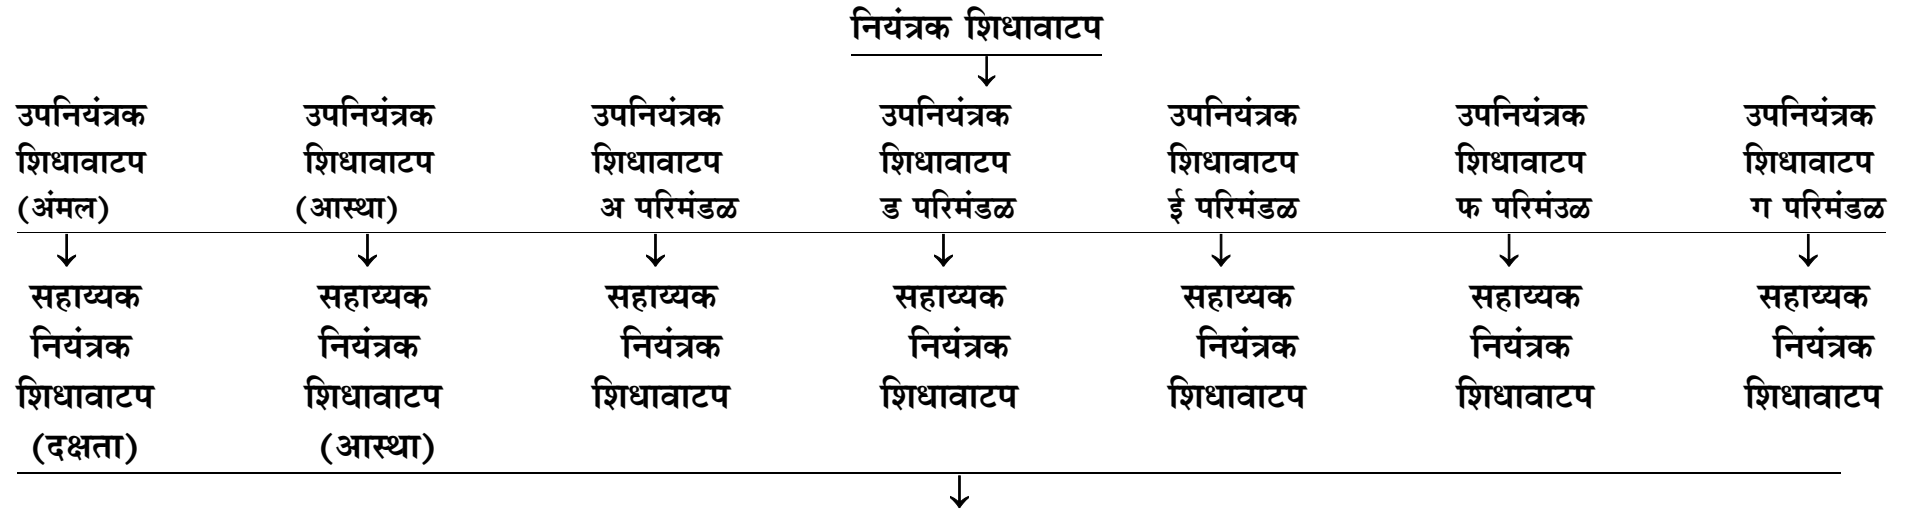 नियंत्रक शिधावाटप
↓
उपनियंत्रक उपनियंत्रक उपनियंत्रक उपनियंत्रक उपनियंत्रक उपनियंत्रक उपनियंत्रक
शिधावाटप शिधावाटप शिधावाटप शिधावाटप शिधावाटप शिधावाटप शिधावाटप
(अंमल) (आस्था) अ परिमंडळ ड परिमंडळ ई परिमंडळ फ परिमंउळ ग परिमंडळ
↓ ↓ ↓ ↓ ↓ ↓ ↓
सहाय्यक सहाय्यक सहाय्यक सहाय्यक सहाय्यक सहाय्यक सहाय्यक
नियंत्रक नियंत्रक नियंत्रक नियंत्रक नियंत्रक नियंत्रक नियंत्रक
शिधावाटप शिधावाटप शिधावाटप शिधावाटप शिधावाटप शिधावाटप शिधावाटप
(दक्षता) (आस्था)
↓